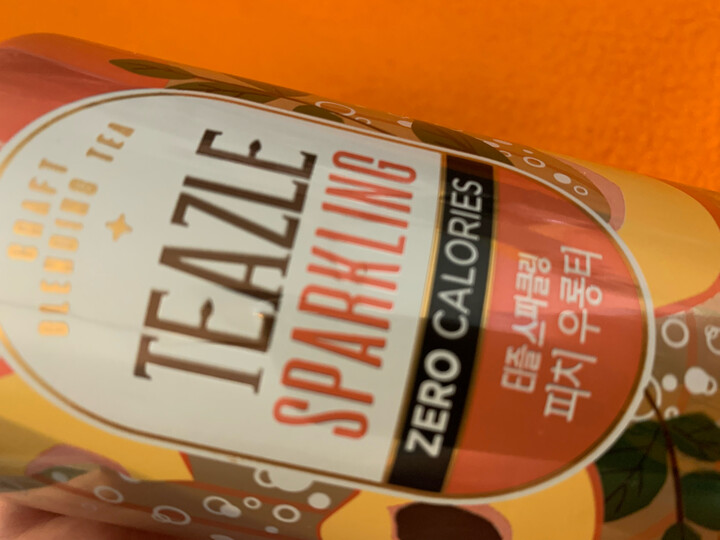 CRAFT
BLENDING TEA
TEAZLE
SPARKLING
ZERO CALORIES
티즐 스파클링
피치 우롱티